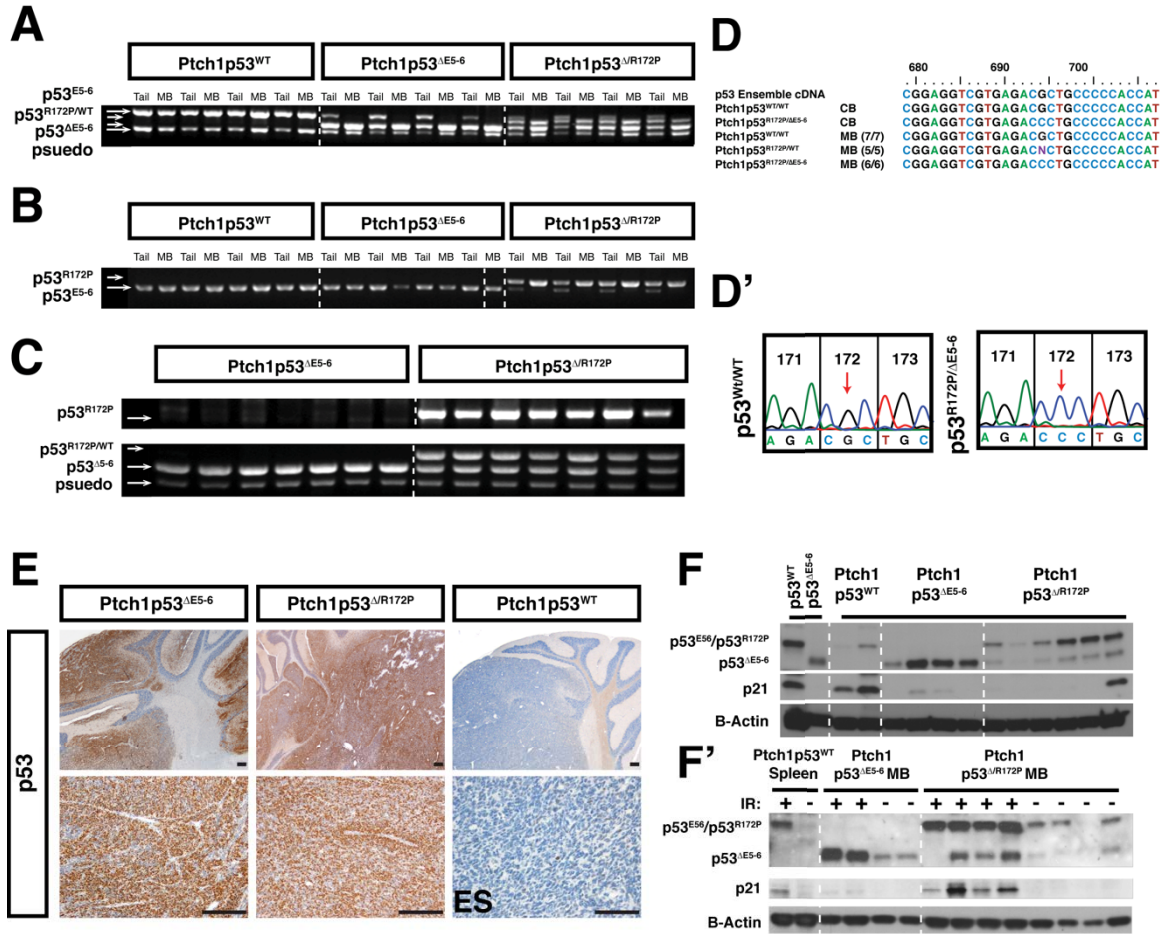 A
Ptch1p53WT Ptch1p53ΔE5-6 Ptch1p53Δ/R172P
Tail MB Tail MB Tail MB Tail MB Tail MB Tail MB Tail MB Tail MB Tail MB Tail MB Tail MB Tail MB
p53E5-6
p53R172P/WT
p53ΔE5-6
psuedo
B
Ptch1p53WT Ptch1p53ΔE5-6 Ptch1p53Δ/R172P
Tail MB Tail MB Tail MB Tail MB Tail MB Tail MB Tail MB Tail MB Tail MB Tail MB Tail MB Tail MB
p53R172P
p53E5-6
C
Ptch1p53ΔE5-6 Ptch1p53Δ/R172P
p53R172P
p53R172P/WT
p53Δ5-6
psuedo
D
680 690 700
p53 Ensemble cDNA CGGAGGTCGTGAGACGCTGCCCCCACCAT
Ptch1p53WT/WT CB CGGAGGTCGTGAGACGCTGCCCCCACCAT
Ptch1p53R172P/ΔE5-6 CB CGGAGGTCGTGAGACCCTGCCCCCACCAT
Ptch1p53WT/WT MB (7/7) CGGAGGTCGTGAGACGCTGCCCCCACCAT
Ptch1p53R172P/WT MB (5/5) CGGAGGTCGTGAGACNCTGCCCCCACCAT
Ptch1p53R172P/ΔE5-6 MB (6/6) CGGAGGTCGTGAGACCCTGCCCCCACCAT
D'
p53Wt/WT
171 172 173
A G A C G C T G C
p53R172P/ΔE5-6
171 172 173
A G A C C C T G C
E
Ptch1p53ΔE5-6 Ptch1p53Δ/R172P Ptch1p53WT
p53
ES
F
p53WT p53ΔE5-6
Ptch1 p53WT
Ptch1 p53ΔE5-6
Ptch1 p53Δ/R172P
p53E56/p53R172P
p53ΔE5-6
p21
B-Actin
F'
Ptch1p53WT Spleen
Ptch1 p53ΔE5-6 MB
Ptch1 p53Δ/R172P MB
IR: + - + + - - + + + + - - - -
p53E56/p53R172P
p53ΔE5-6
p21
B-Actin